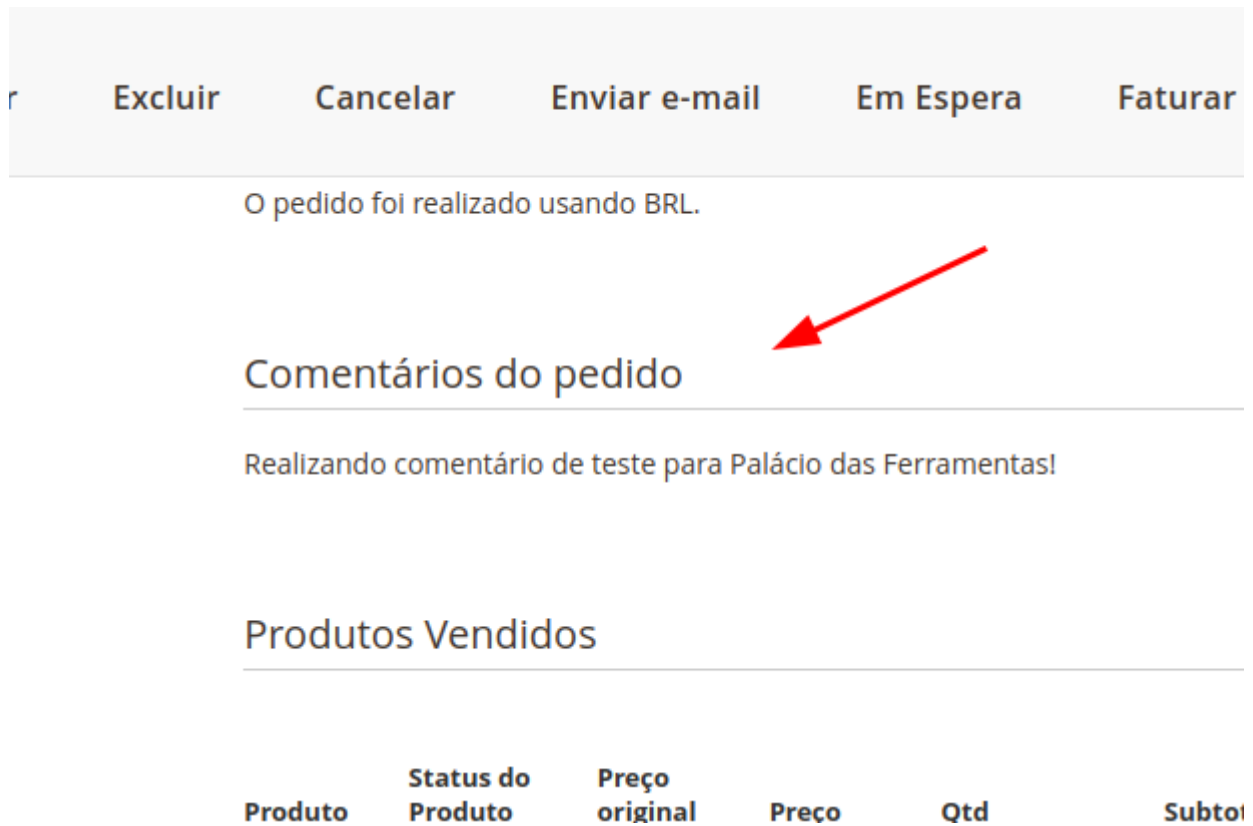 r Excluir Cancelar Enviar e-mail Em Espera Faturar
O pedido foi realizado usando BRL.
Comentários do pedido
Realizando comentário de teste para Palácio das Ferramentas!
Produtos Vendidos
Produto Status do Produto Preço original Preço Qtd Subtot